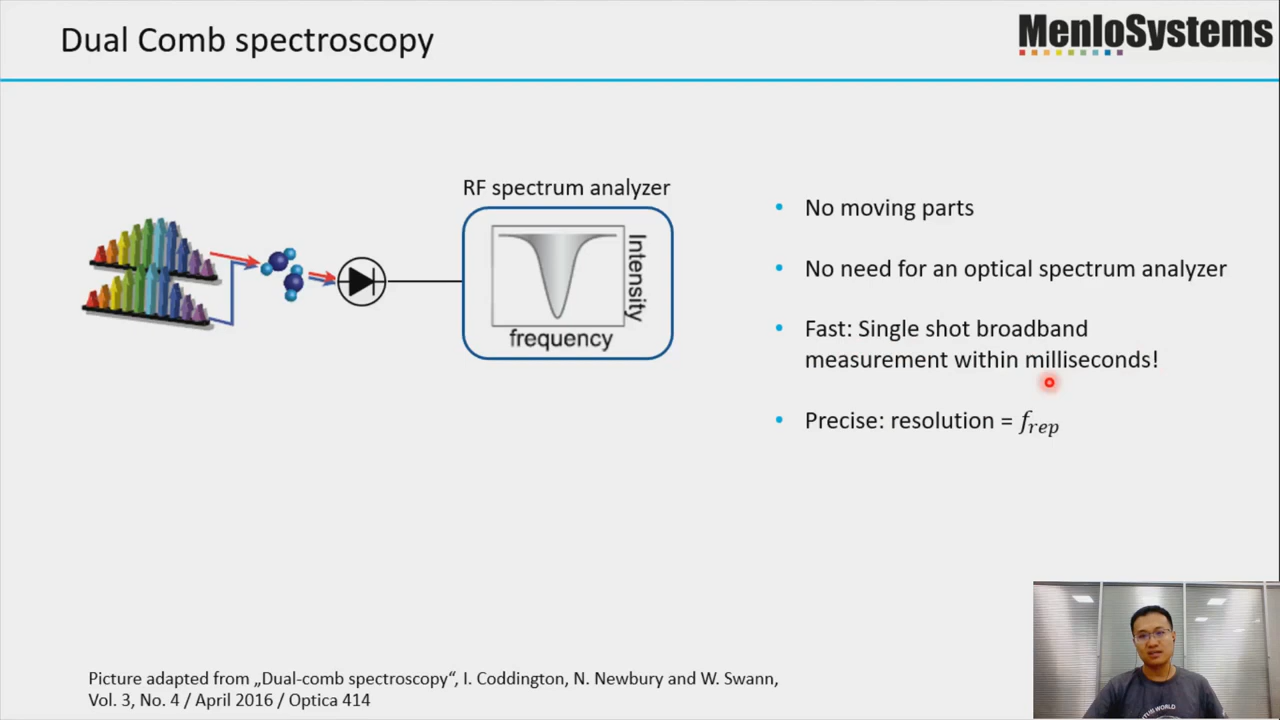 Dual Comb spectroscopy
MenloSystems
RF spectrum analyzer
Intensity
frequency
• No moving parts
• No need for an optical spectrum analyzer
• Fast: Single shot broadband
measurement within milliseconds!
• Precise: resolution = f_rep
Picture adapted from „Dual-comb spectroscopy“, I. Coddington, N. Newbury and W. Swann,
Vol. 3, No. 4 / April 2016 / Optica 414
WORLD